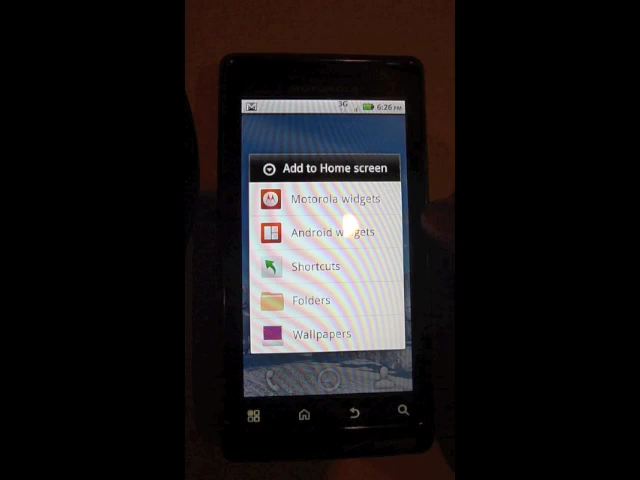 3G 6:26 PM
Add to Home screen
Motorola widgets
Android widgets
Shortcuts
Folders
Wallpapers